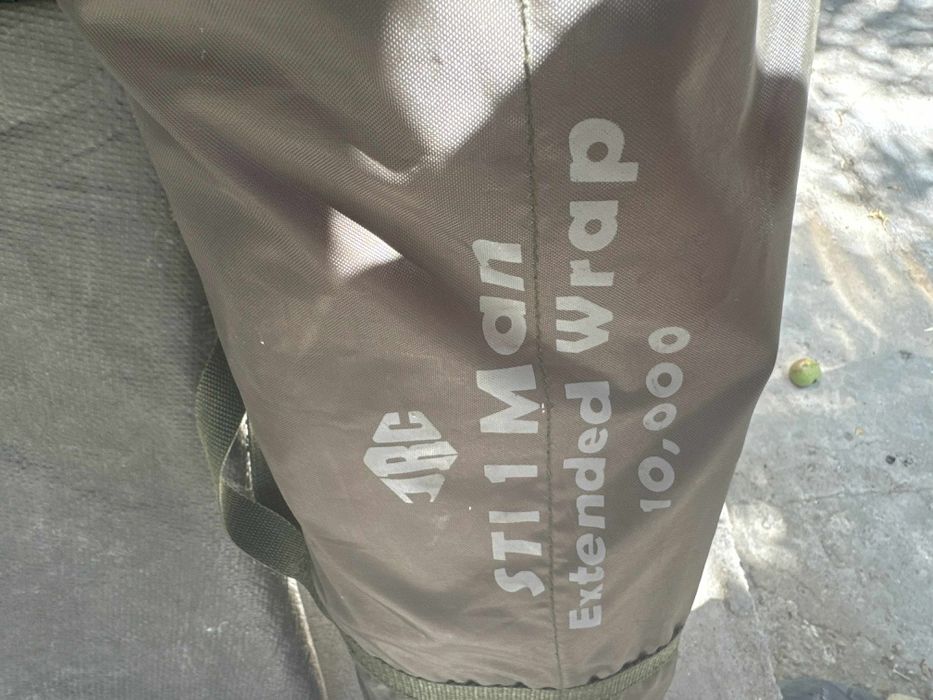 JRC
STI 1 Man
Extended Wrap
10,000